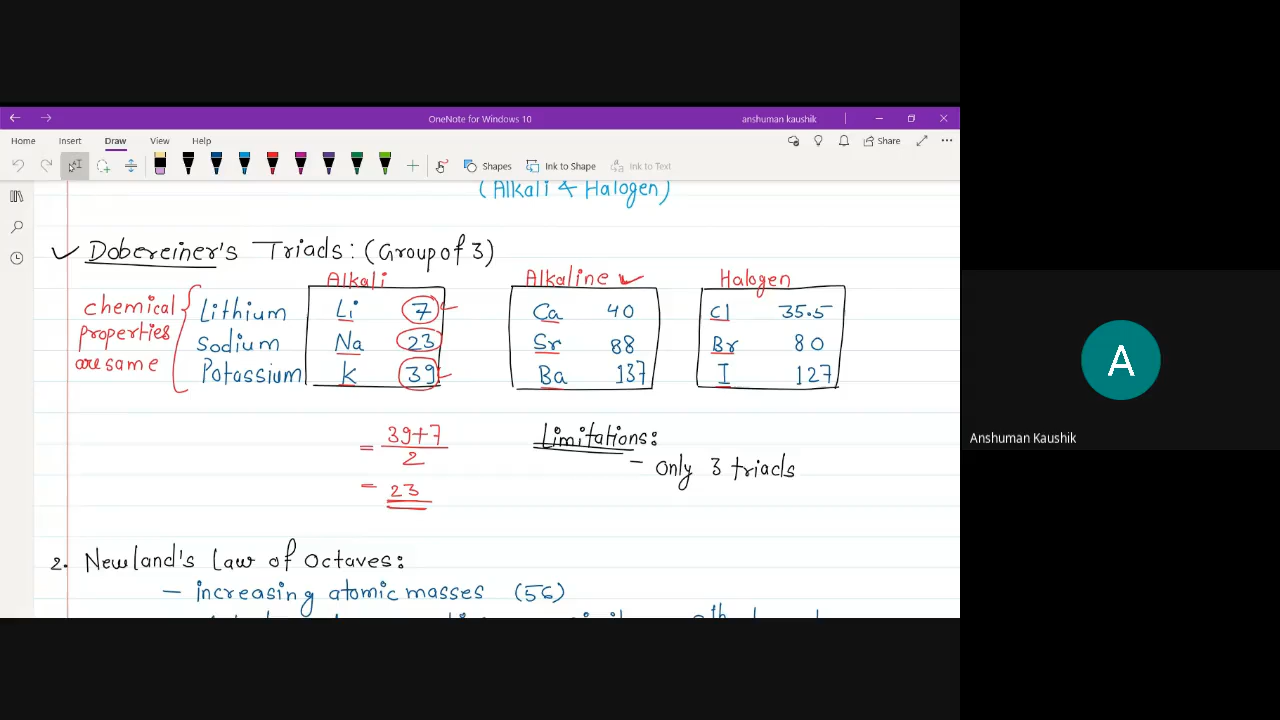 OneNote for Windows 10
anshuman kaushik
Home Insert Draw View Help
Share
Shapes Ink to Shape Ink to Text
(Alkali & Halogen)
Dobereiner's Triads: (Group of 3)
Alkali Alkaline Halogen
chemical properties are same
Lithium Li 7 Ca 40 Cl 35.5
Sodium Na 23 Sr 88 Br 80
Potassium K 39 Ba 137 I 127
= 39+7
2
= 23
Limitations:
- only 3 triads
2. Newland's Law of Octaves:
- increasing atomic masses (56)
A
Anshuman Kaushik